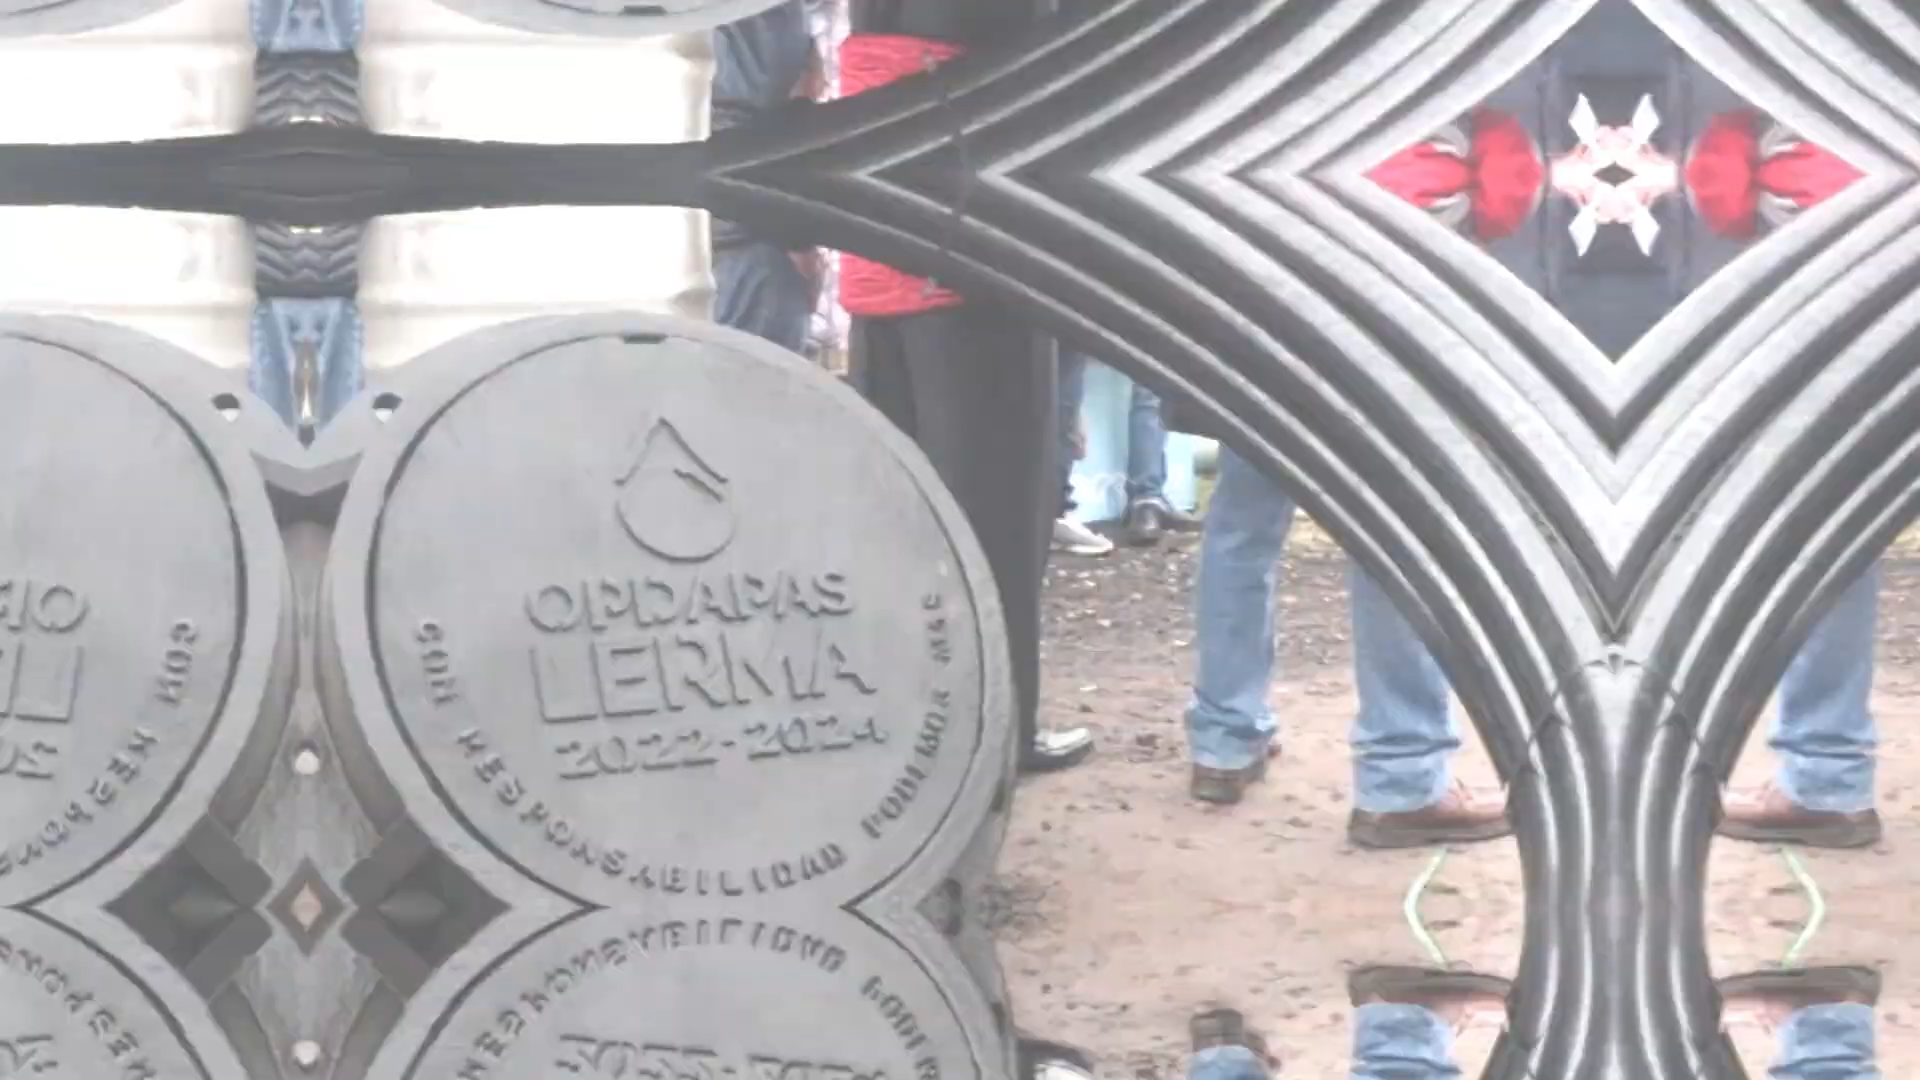 OPDAPAS
LERMA
2022-2024
CON RESPONSABILIDAD PODEMOS MÁS